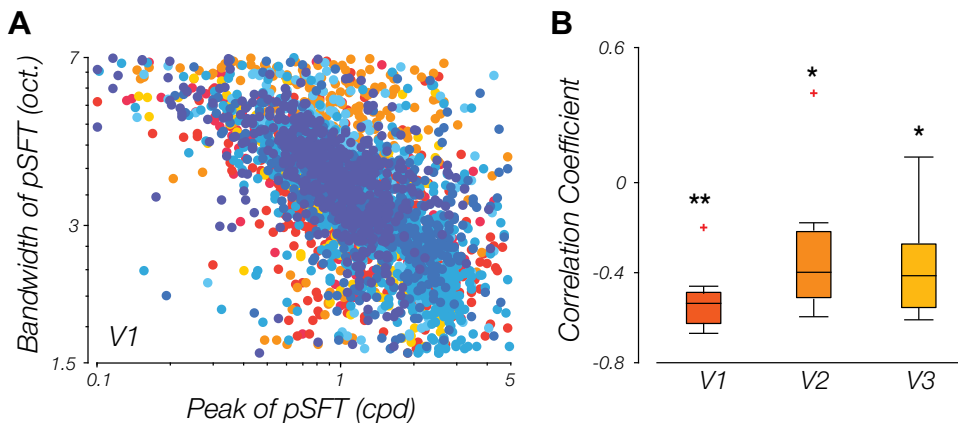 A
Bandwidth of pSFT (oct.)
7
3
1.5
V1
0.1
1
5
Peak of pSFT (cpd)
B
Correlation Coefficient
0.6
0
-0.4
-0.8
**
*
*
V1
V2
V3